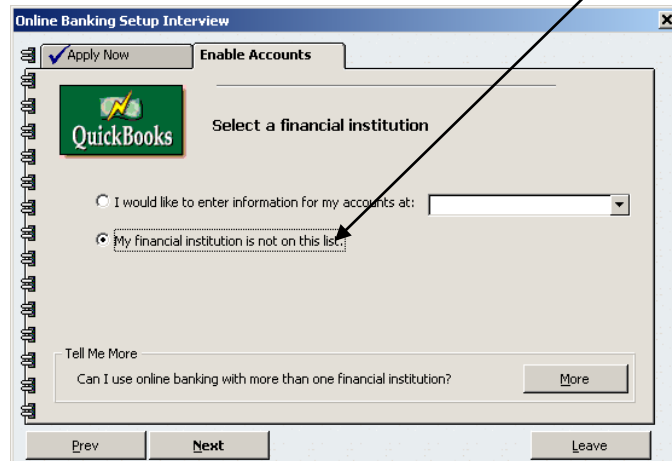 Online Banking Setup Interview
Apply Now
Enable Accounts
QuickBooks
Select a financial institution
I would like to enter information for my accounts at:
My financial institution is not on this list.
Tell Me More
Can I use online banking with more than one financial institution?
More
Prev
Next
Leave